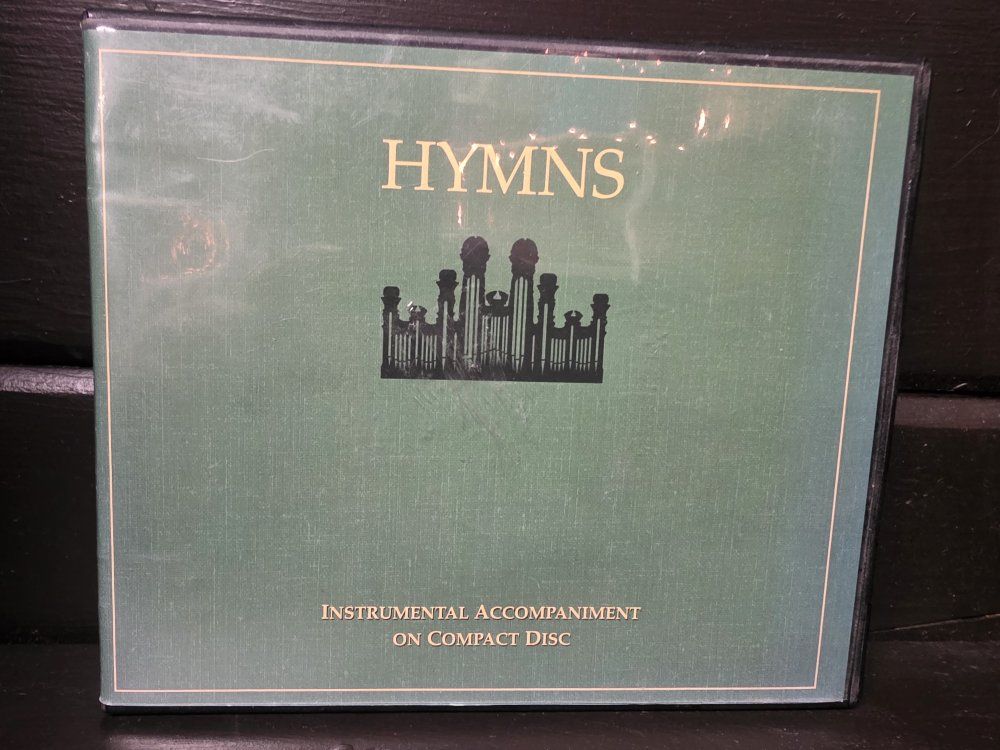 HYMNS
INSTRUMENTAL ACCOMPANIMENT
ON COMPACT DISC